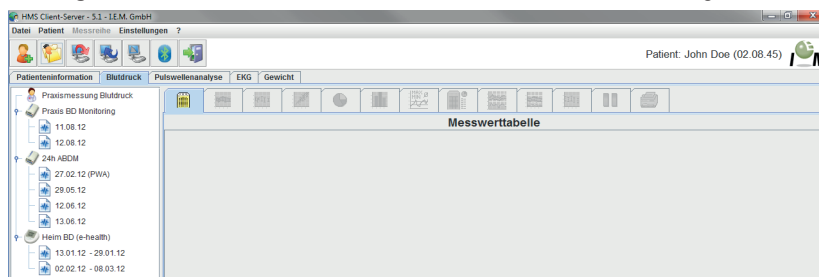 HMS Client-Server - 5.1 - I.E.M. GmbH
Datei Patient Messreihe Einstellungen ?
Patient: John Doe (02.08.45)
Patienteninformation Blutdruck Pulswellenanalyse EKG Gewicht
Praxismessung Blutdruck
Praxis BD Monitoring
11.08.12
12.08.12
24h ABDM
27.02.12 (PWA)
29.05.12
12.06.12
13.06.12
Heim BD (e-health)
13.01.12 - 29.01.12
02.02.12 - 08.03.12
Messwerttabelle